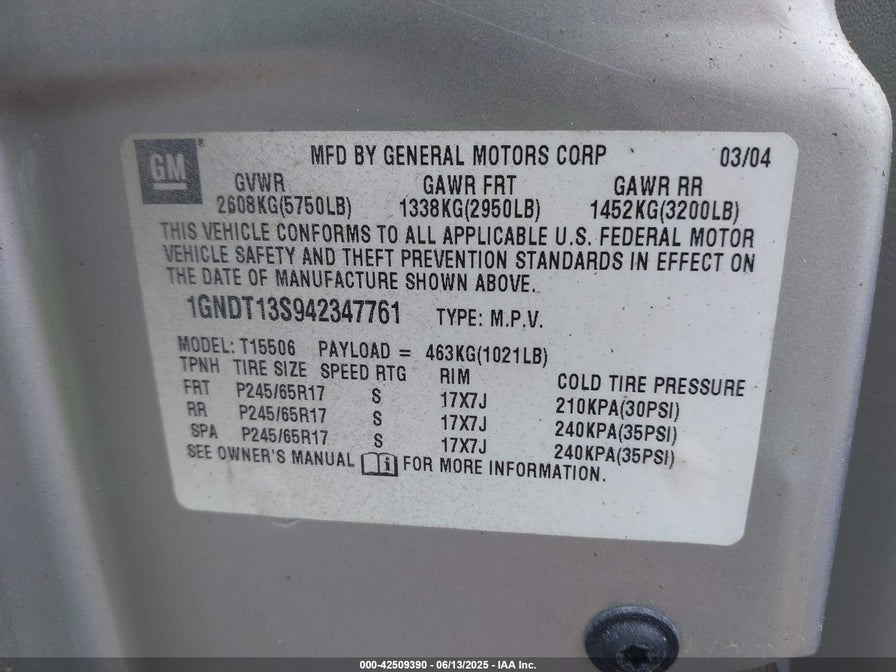 GM® MFD BY GENERAL MOTORS CORP 03/04
GVWR GAWR FRT GAWR RR
2608KG(5750LB) 1338KG(2950LB) 1452KG(3200LB)
THIS VEHICLE CONFORMS TO ALL APPLICABLE U.S. FEDERAL MOTOR
VEHICLE SAFETY AND THEFT PREVENTION STANDARDS IN EFFECT ON
THE DATE OF MANUFACTURE SHOWN ABOVE.
1GNDT13S942347761 TYPE: M.P.V.
MODEL: T15506 PAYLOAD = 463KG(1021LB)
TPNH TIRE SIZE SPEED RTG RIM COLD TIRE PRESSURE
FRT P245/65R17 S 17X7J 210KPA(30PSI)
RR P245/65R17 S 17X7J 240KPA(35PSI)
SPA P245/65R17 S 17X7J 240KPA(35PSI)
SEE OWNER'S MANUAL i FOR MORE INFORMATION.
000-42509390 - 06/13/2025 - IAA Inc.